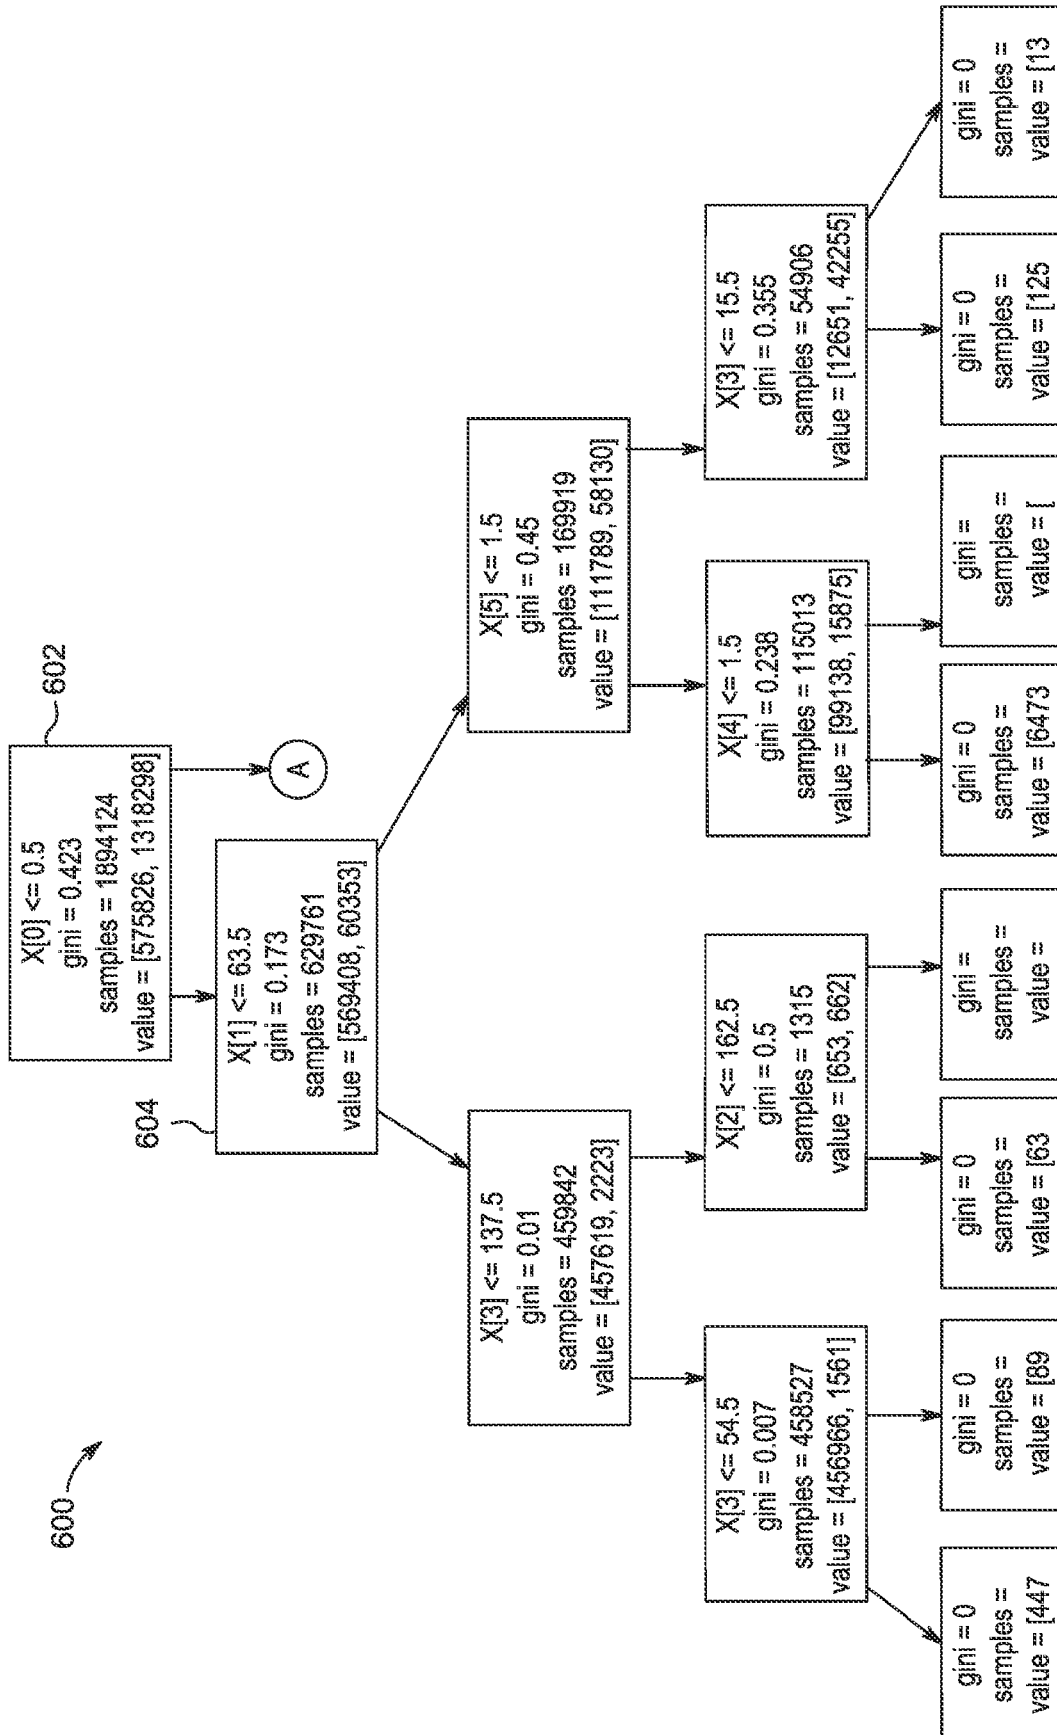 600
602
X[0] <= 0.5
gini = 0.423
samples = 1894124
value = [575826, 1318298]
A
604
X[1] <= 63.5
gini = 0.173
samples = 629761
value = [569408, 60353]
X[3] <= 137.5
gini = 0.01
samples = 459842
value = [457619, 2223]
X[5] <= 1.5
gini = 0.45
samples = 169919
value = [111789, 58130]
X[3] <= 54.5
gini = 0.007
samples = 458527
value = [456966, 1561]
X[2] <= 162.5
gini = 0.5
samples = 1315
value = [653, 662]
X[4] <= 1.5
gini = 0.238
samples = 115013
value = [99138, 15875]
X[3] <= 15.5
gini = 0.355
samples = 54906
value = [12651, 42255]
gini = 0
samples =
value = [447
gini = 0
samples =
value = [89
gini = 0
samples =
value = [63
gini =
samples =
value =
gini = 0
samples =
value = [6473
gini =
samples =
value = [
gini = 0
samples =
value = [125
gini = 0
samples =
value = [13